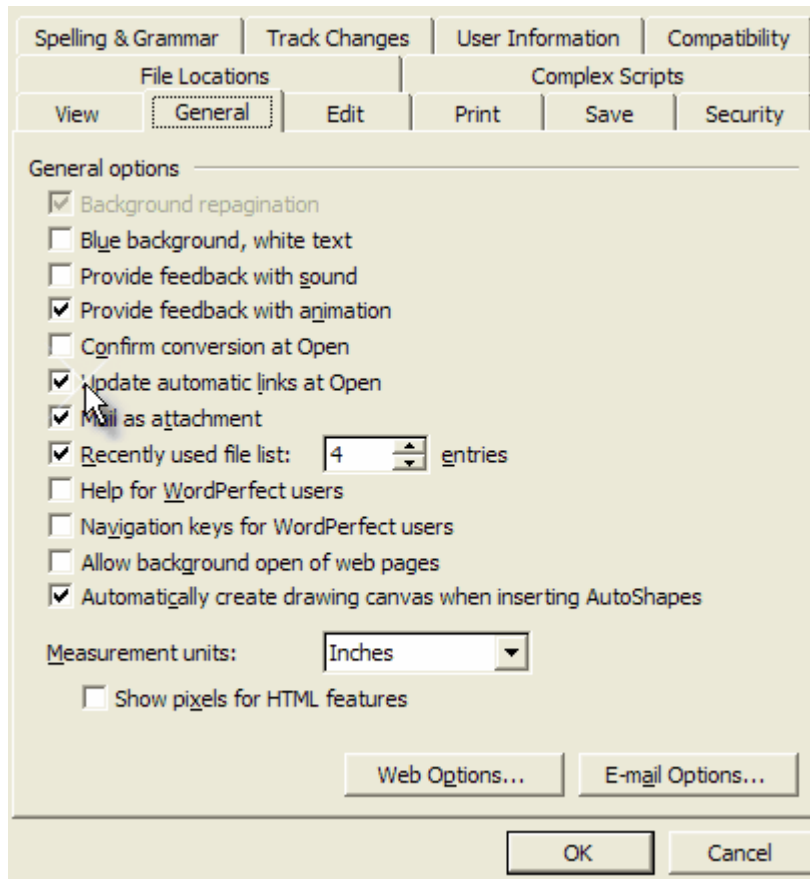 Spelling & Grammar Track Changes User Information Compatibility
File Locations Complex Scripts
View General Edit Print Save Security
General options
Background repagination
Blue background, white text
Provide feedback with sound
Provide feedback with animation
Confirm conversion at Open
Update automatic links at Open
Mail as attachment
Recently used file list: 4 entries
Help for WordPerfect users
Navigation keys for WordPerfect users
Allow background open of web pages
Automatically create drawing canvas when inserting AutoShapes
Measurement units: Inches
Show pixels for HTML features
Web Options... E-mail Options...
OK Cancel